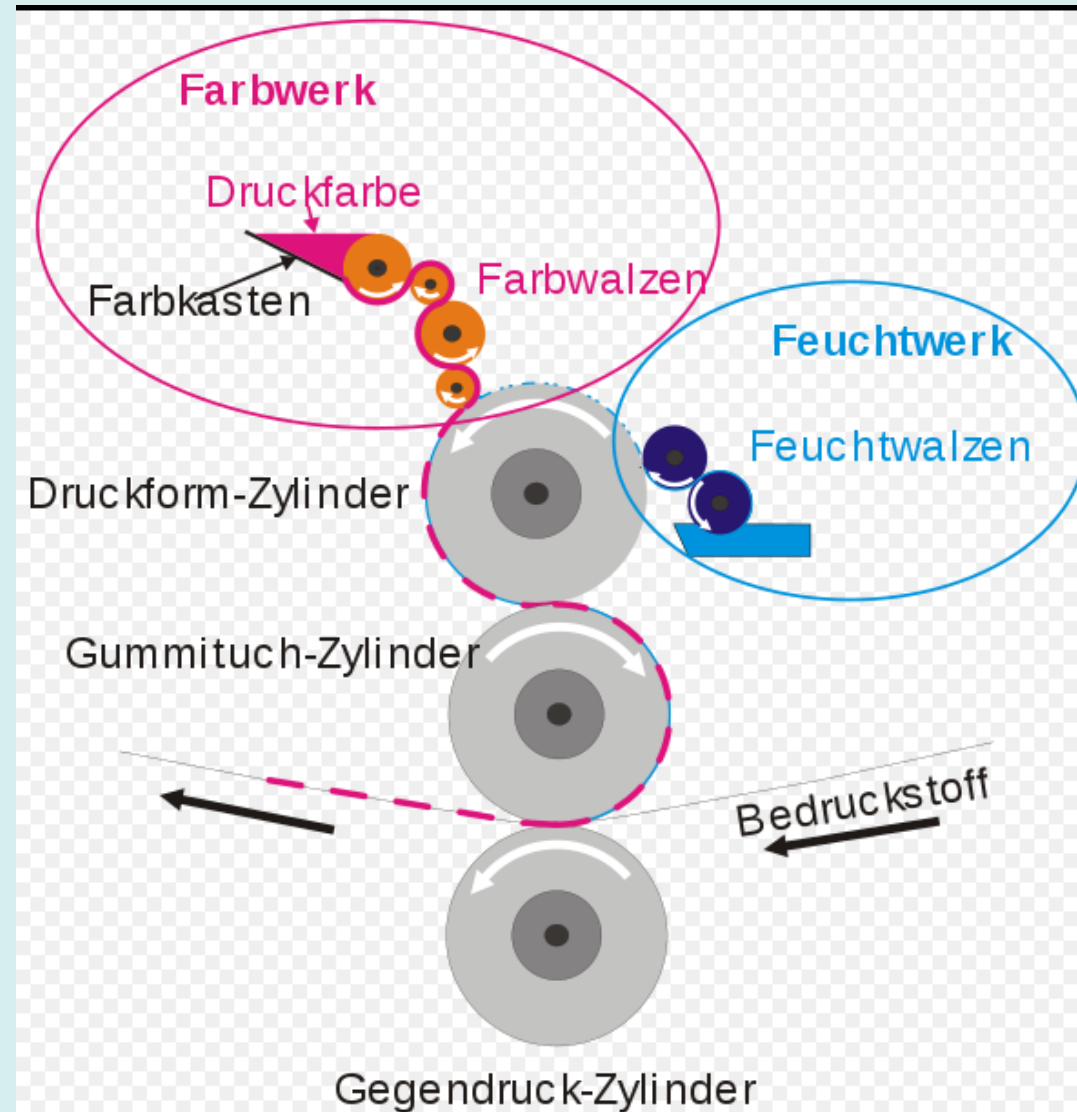 Farbwerk
Druckfarbe
Farbkasten
Farbwalzen
Feuchtwerk
Feuchtwalzen
Druckform-Zylinder
Gummituch-Zylinder
Bedruckstoff
Gegendruck-Zylinder